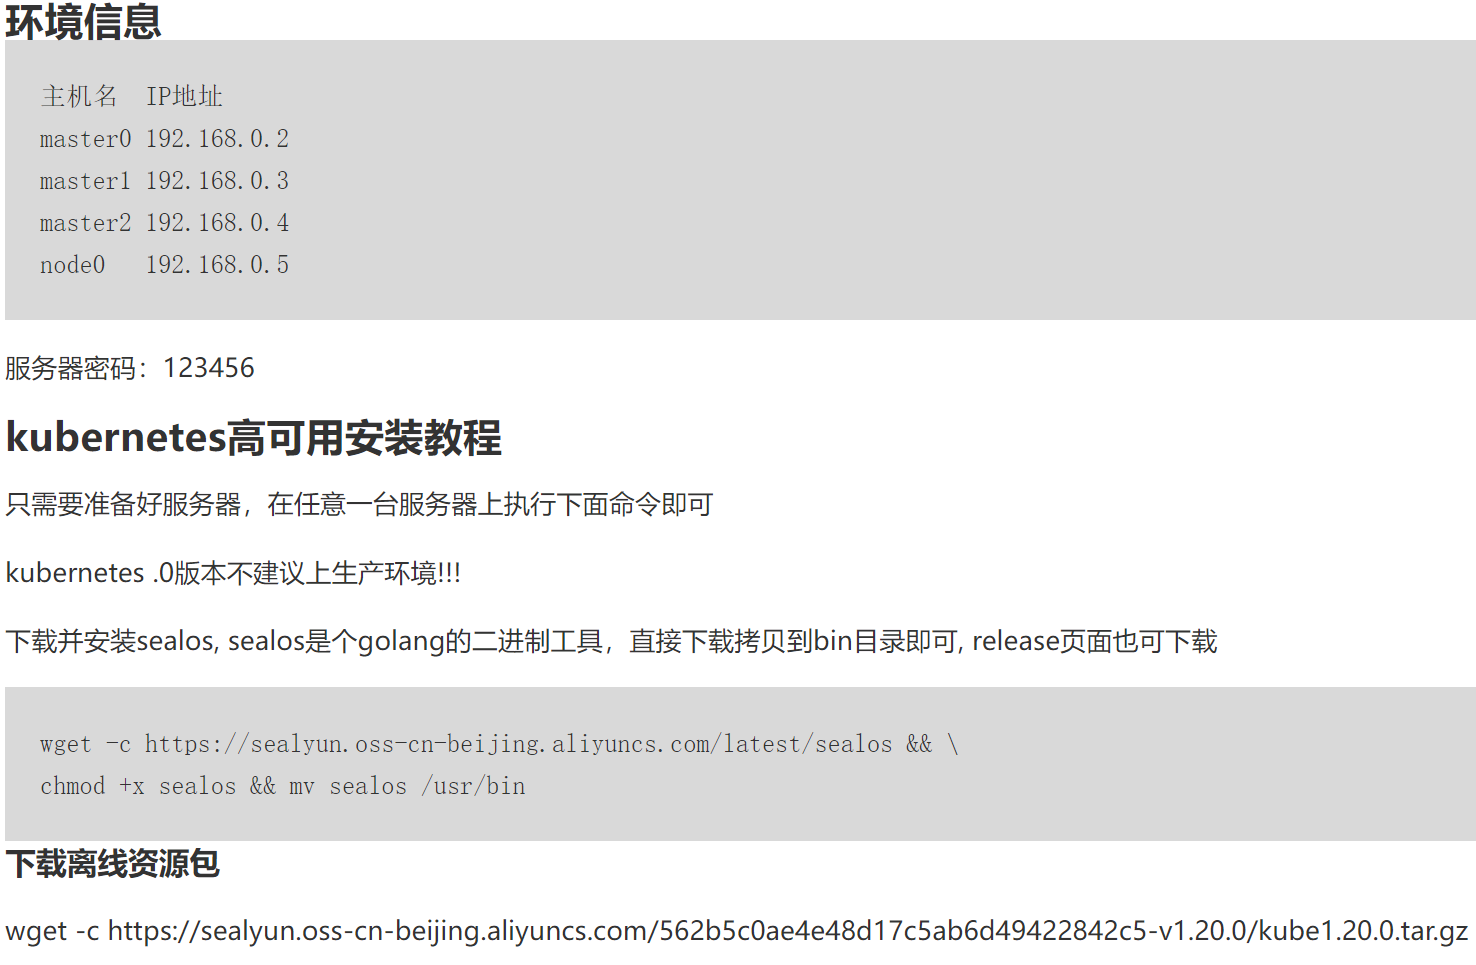 环境信息
主机名  IP地址
master0 192.168.0.2
master1 192.168.0.3
master2 192.168.0.4
node0   192.168.0.5
服务器密码：123456
kubernetes高可用安装教程
只需要准备好服务器，在任意一台服务器上执行下面命令即可
kubernetes .0版本不建议上生产环境!!!
下载并安装sealos, sealos是个golang的二进制工具，直接下载拷贝到bin目录即可, release页面也可下载
wget -c https://sealyun.oss-cn-beijing.aliyuncs.com/latest/sealos && \
chmod +x sealos && mv sealos /usr/bin
下载离线资源包
wget -c https://sealyun.oss-cn-beijing.aliyuncs.com/562b5c0ae4e48d17c5ab6d49422842c5-v1.20.0/kube1.20.0.tar.gz